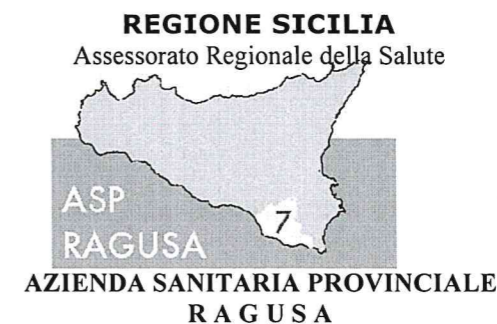 REGIONE SICILIA
Assessorato Regionale della Salute
ASP
RAGUSA
7
AZIENDA SANITARIA PROVINCIALE
RAGUSA